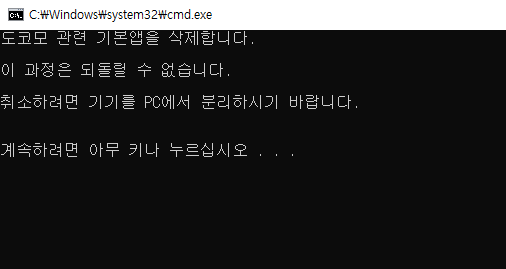 C:₩Windows₩system32₩cmd.exe
도코모 관련 기본앱을 삭제합니다.
이 과정은 되돌릴 수 없습니다.
취소하려면 기기를 PC에서 분리하시기 바랍니다.
계속하려면 아무 키나 누르십시오 . . .